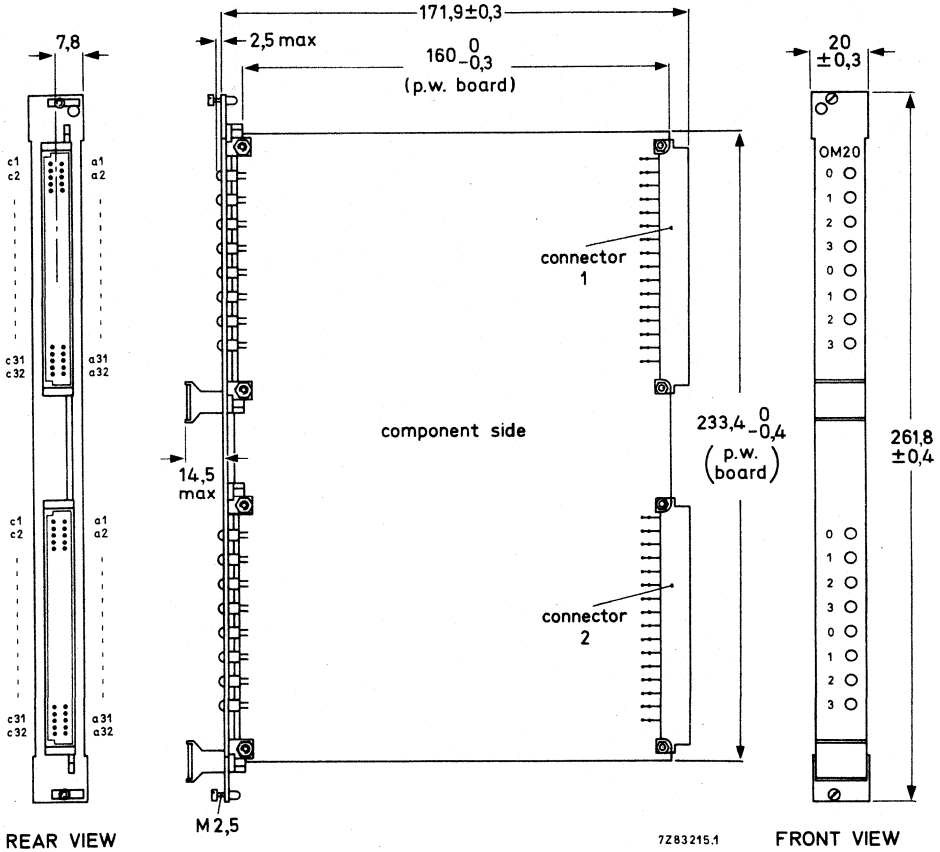 171,9±0,3
7,8
2,5 max
160 0 -0,3
(p.w. board)
20
±0,3
c1
c2
a1
a2
c31
c32
a31
a32
c1
c2
a1
a2
c31
c32
a31
a32
REAR VIEW
connector
1
component side
14,5
max
233,4 0 -0,4
(p.w.
board)
connector
2
M2,5
7Z83215.1
OM20
0
1
2
3
0
1
2
3
0
1
2
3
0
1
2
3
261,8
±0,4
FRONT VIEW